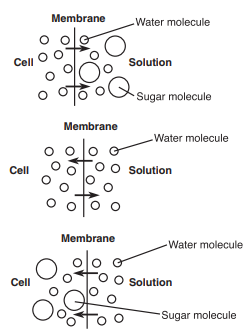 Membrane
Water molecule
Cell
Solution
Sugar molecule
Membrane
Water molecule
Cell
Solution
Membrane
Water molecule
Cell
Solution
Sugar molecule